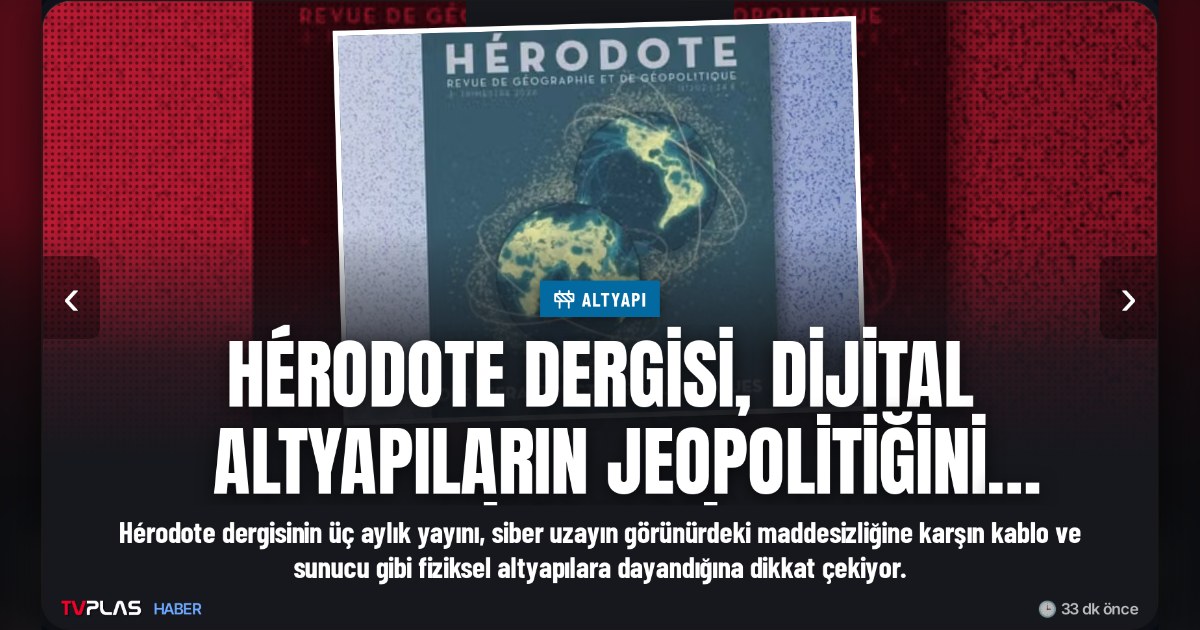 HÉRODOTE
REVUE DE GÉOGRAPHIE ET DE GÉOPOLITIQUE
ALTYAPI
HÉRODOTE DERGİSİ, DİJİTAL
ALTYAPILARIN JEOPOLİTİĞİNİ...
Hérodote dergisinin üç aylık yayını, siber uzayın görünürdeki maddesizliğine karşın kablo ve
sunucu gibi fiziksel altyapılara dayandığına dikkat çekiyor.
TVPLAS HABER
33 dk önce